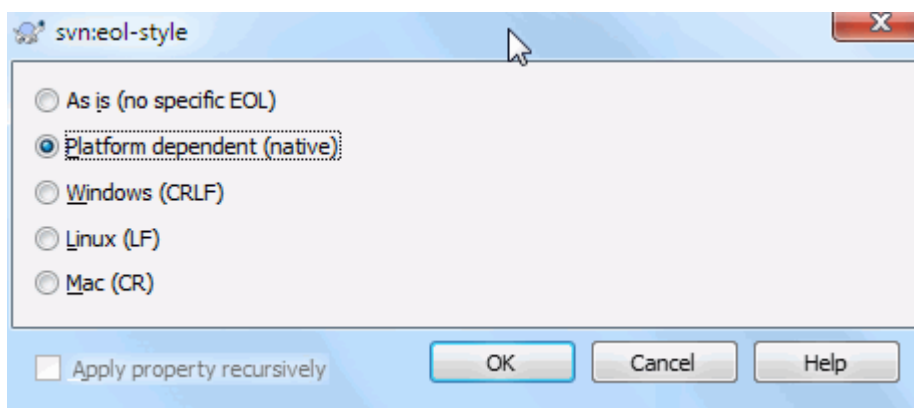 svn:eol-style
As is (no specific EOL)
Platform dependent (native)
Windows (CRLF)
Linux (LF)
Mac (CR)
Apply property recursively
OK Cancel Help